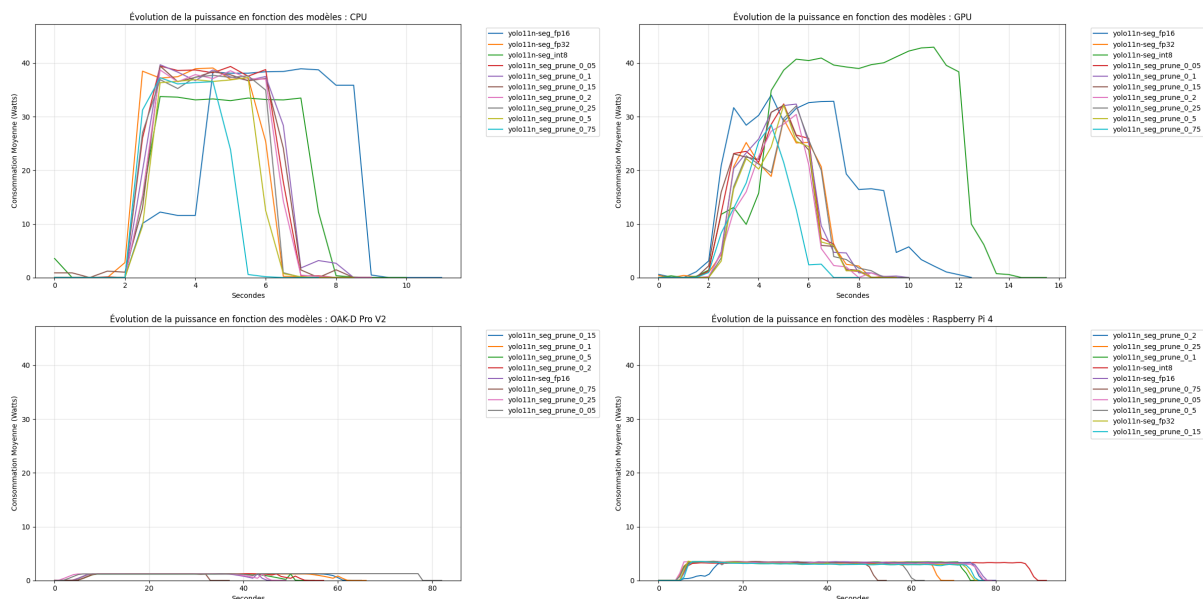 Évolution de la puissance en fonction des modèles : CPU
Consommation Moyenne (Watts)
40
30
20
10
0
0 2 4 6 8 10
Secondes
yolo11n-seg_fp16
yolo11n-seg_fp32
yolo11n-seg_int8
yolo11n_seg_prune_0_05
yolo11n_seg_prune_0_1
yolo11n_seg_prune_0_15
yolo11n_seg_prune_0_2
yolo11n_seg_prune_0_25
yolo11n_seg_prune_0_5
yolo11n_seg_prune_0_75
Évolution de la puissance en fonction des modèles : GPU
Consommation Moyenne (Watts)
40
30
20
10
0
0 2 4 6 8 10 12 14 16
Secondes
yolo11n-seg_fp16
yolo11n-seg_fp32
yolo11n-seg_int8
yolo11n_seg_prune_0_05
yolo11n_seg_prune_0_1
yolo11n_seg_prune_0_15
yolo11n_seg_prune_0_2
yolo11n_seg_prune_0_25
yolo11n_seg_prune_0_5
yolo11n_seg_prune_0_75
Évolution de la puissance en fonction des modèles : OAK-D Pro V2
Consommation Moyenne (Watts)
40
30
20
10
0
0 20 40 60 80
Secondes
yolo11n_seg_prune_0_15
yolo11n_seg_prune_0_1
yolo11n_seg_prune_0_5
yolo11n_seg_prune_0_2
yolo11n-seg_fp16
yolo11n_seg_prune_0_75
yolo11n_seg_prune_0_25
yolo11n_seg_prune_0_05
Évolution de la puissance en fonction des modèles : Raspberry Pi 4
Consommation Moyenne (Watts)
40
30
20
10
0
0 20 40 60 80
Secondes
yolo11n_seg_prune_0_2
yolo11n_seg_prune_0_25
yolo11n_seg_prune_0_1
yolo11n-seg_int8
yolo11n-seg_fp16
yolo11n_seg_prune_0_75
yolo11n_seg_prune_0_05
yolo11n_seg_prune_0_5
yolo11n-seg_fp32
yolo11n_seg_prune_0_15